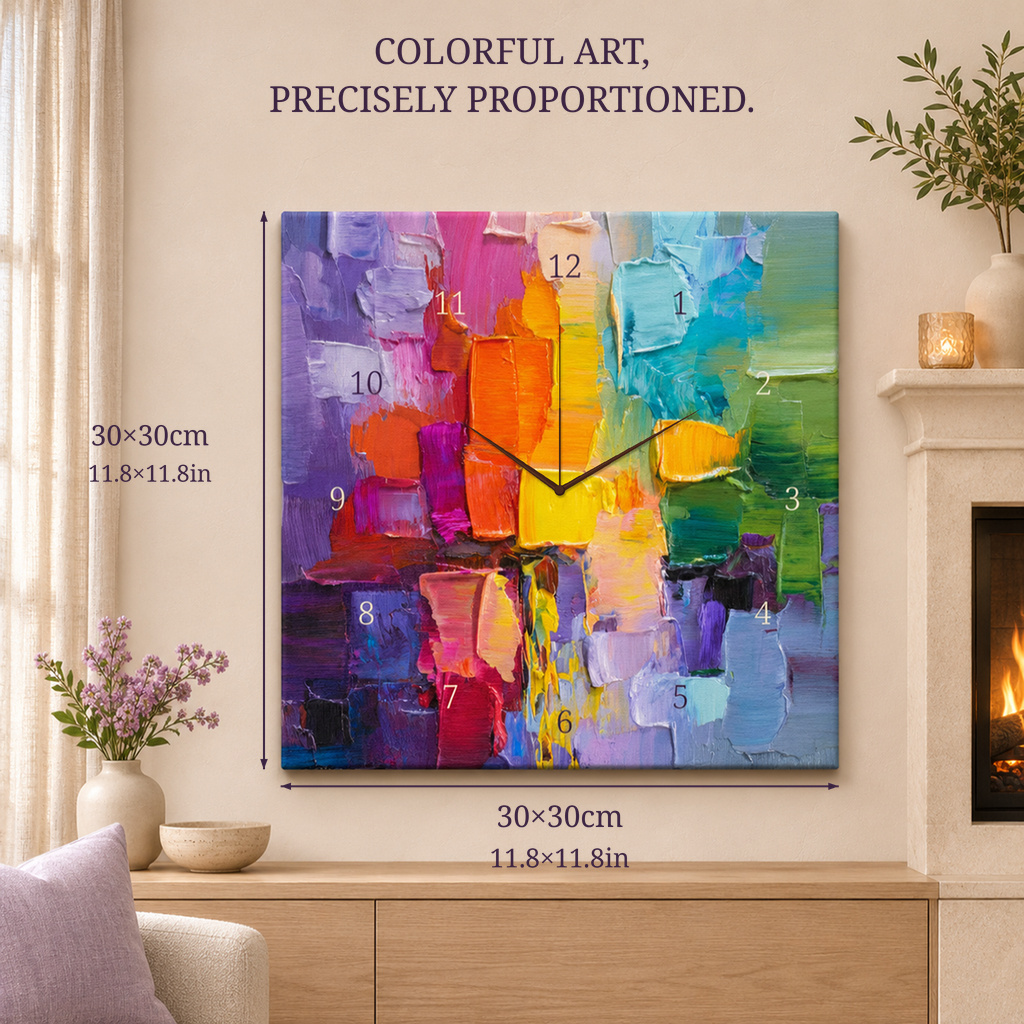 COLORFUL ART,
PRECISELY PROPORTIONED.
12
11
1
10
2
30×30cm
11.8×11.8in
9
3
8
4
7
5
6
30×30cm
11.8×11.8in